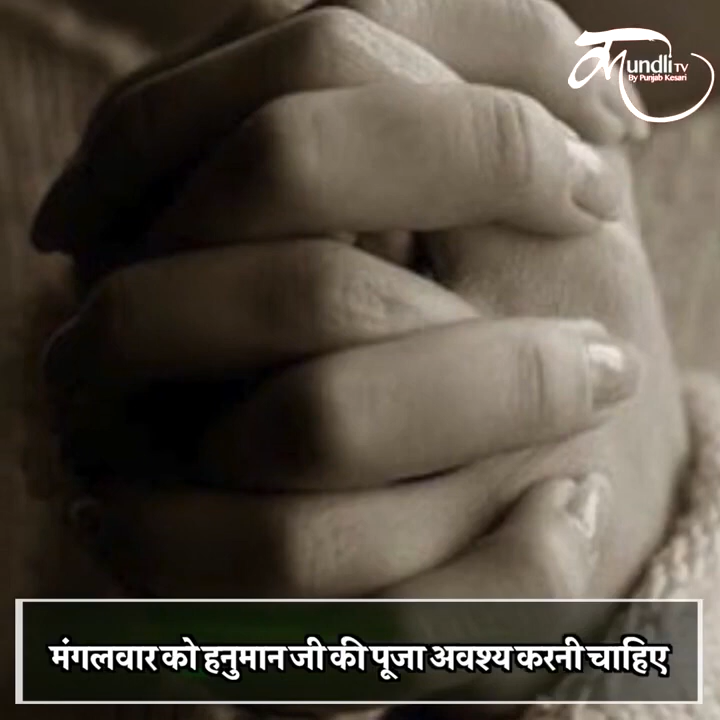 Kundli TV
By Punjab Kesari
मंगलवार को हनुमान जी की पूजा अवश्य करनी चाहिए